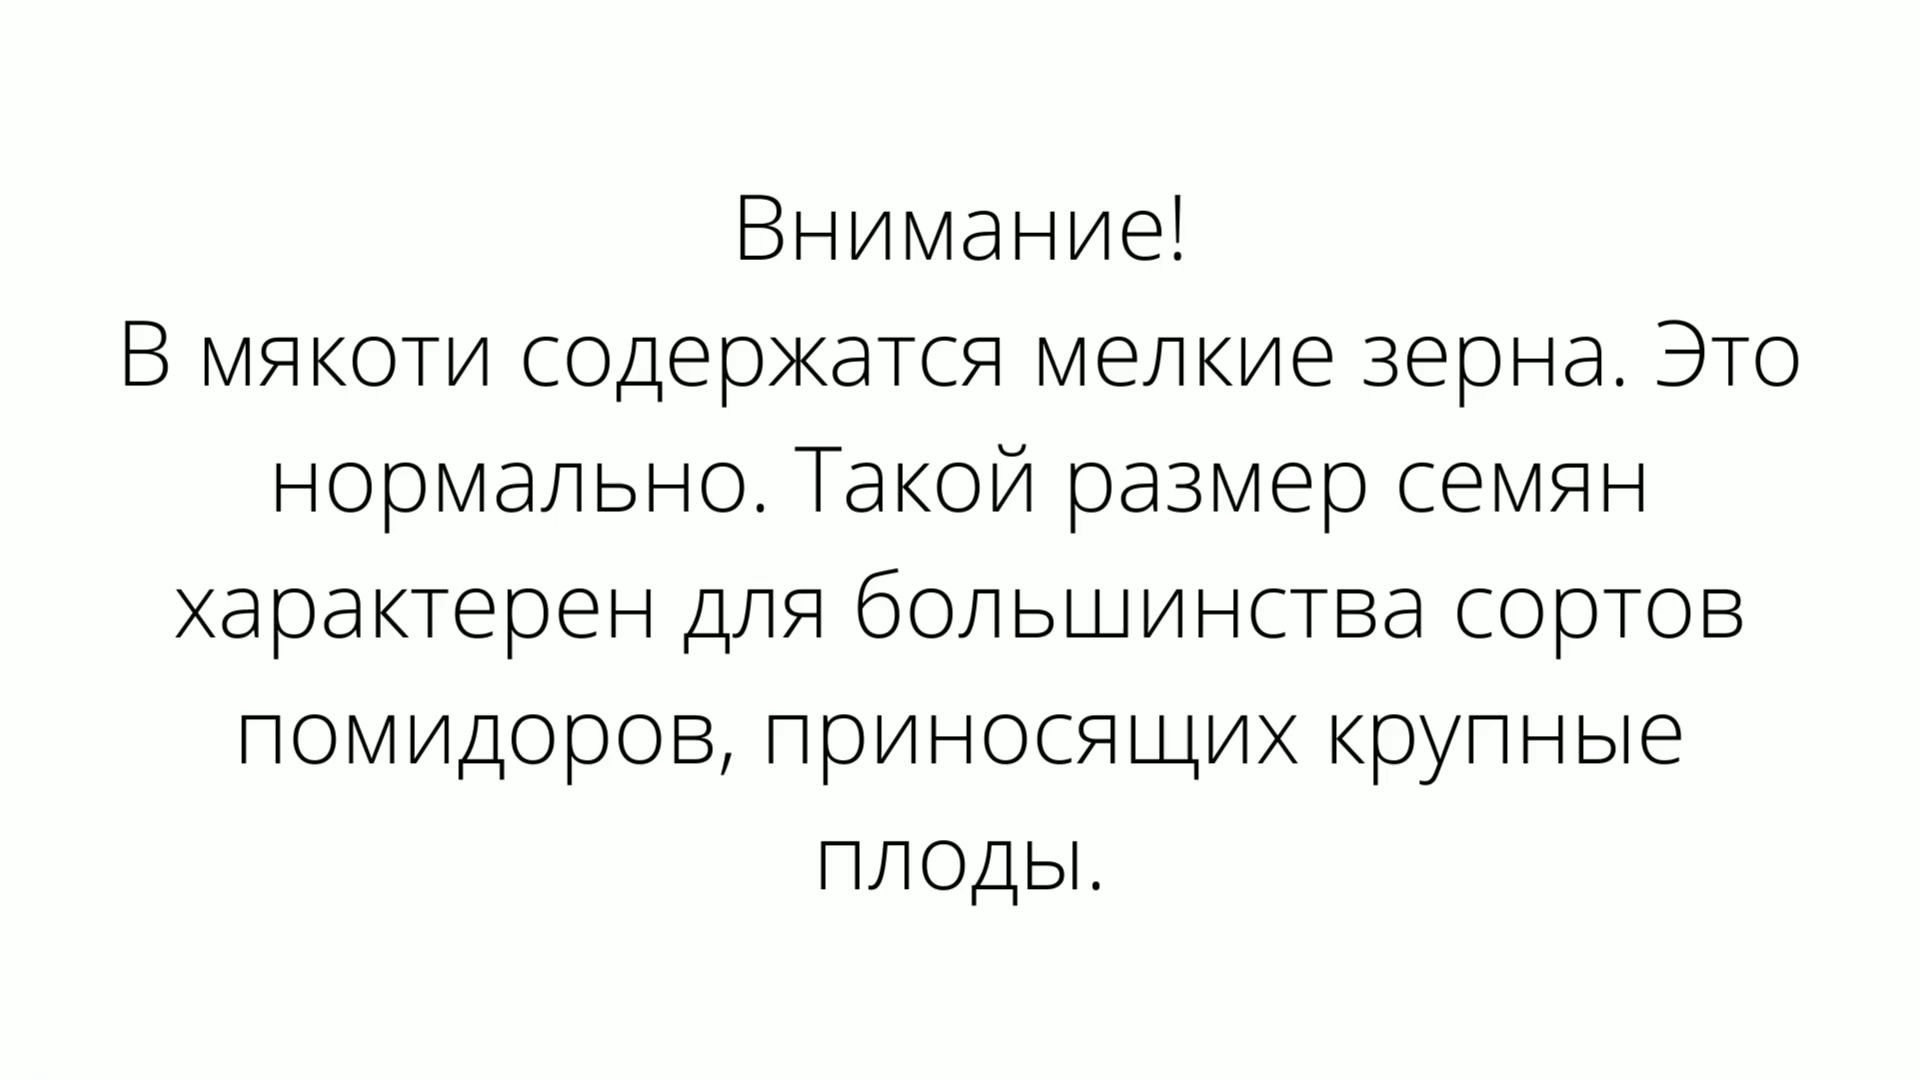 Внимание!
В мякоти содержатся мелкие зерна. Это
нормально. Такой размер семян
характерен для большинства сортов
помидоров, приносящих крупные
плоды.